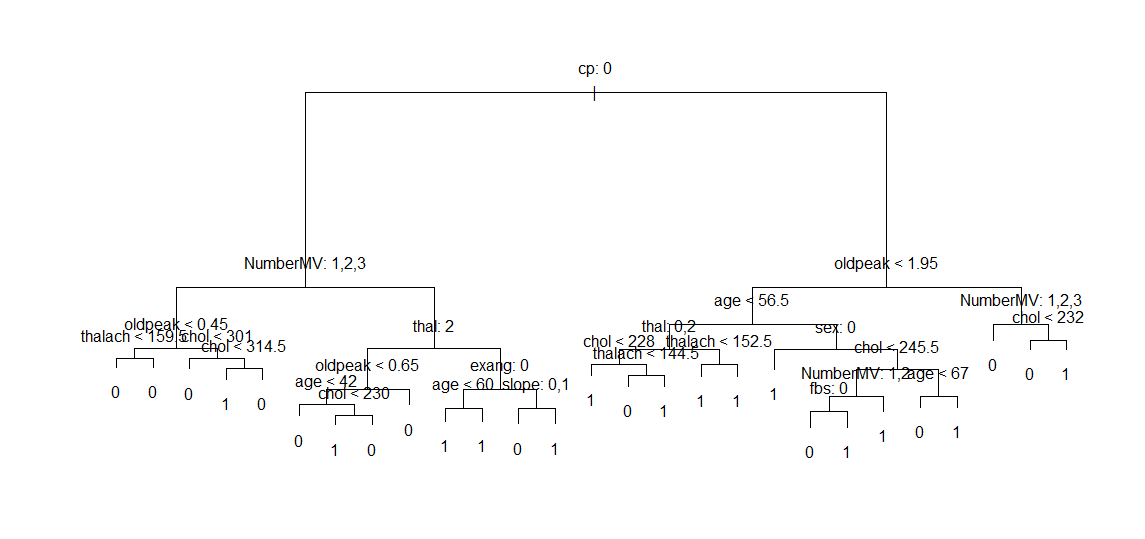 cp: 0
NumberMV: 1,2,3
oldpeak < 1.95
age < 56.5
NumberMV: 1,2,3
chol < 232
oldpeak < 0.45
thal: 2
thal: 0,2
sex: 0
thalach < 159.5
chol < 301
chol < 314.5
chol < 228
thalach < 152.5
thalach < 144.5
chol < 245.5
oldpeak < 0.65
exang: 0
NumberMV: 1,2
age < 67
age < 42
chol < 230
age < 60
slope: 0,1
fbs: 0
0
0
0
1
0
0
1
0
0
1
1
0
1
1
0
1
1
1
1
0
1
1
0
1
0
0
1